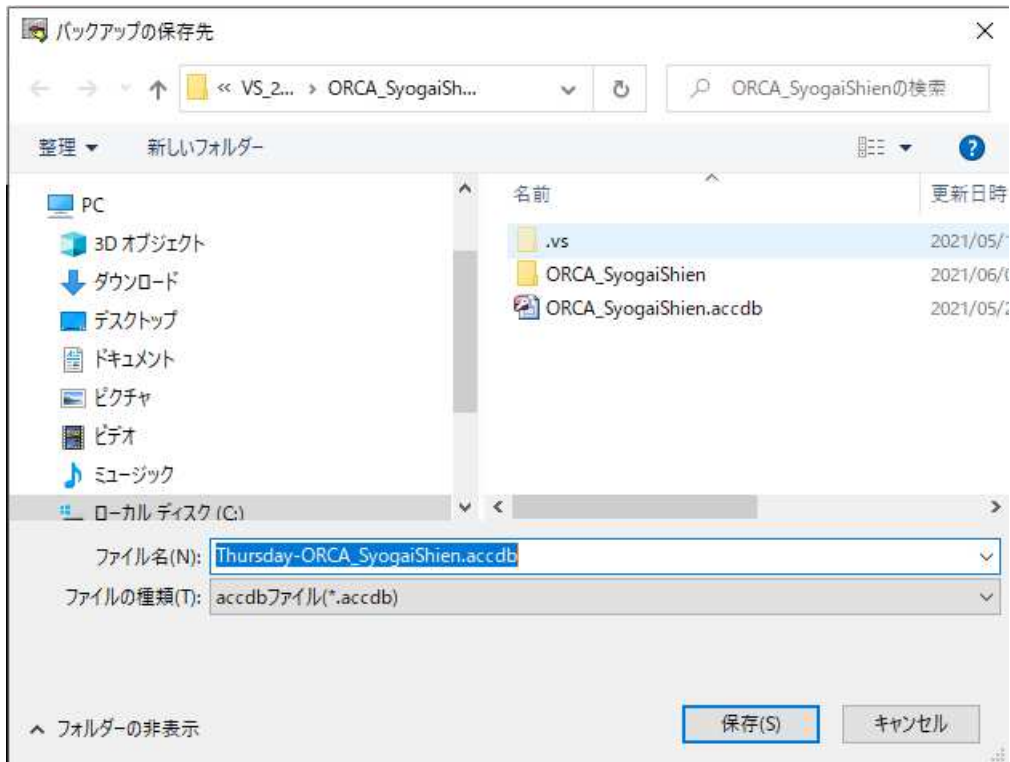 バックアップの保存先
« VS_2... › ORCA_SyogaiSh...
ORCA_SyogaiShienの検索
整理 新しいフォルダー
PC
3D オブジェクト
ダウンロード
デスクトップ
ドキュメント
ピクチャ
ビデオ
ミュージック
ローカル ディスク (C:)
名前 更新日時
.vs 2021/05/1
ORCA_SyogaiShien 2021/06/0
ORCA_SyogaiShien.accdb 2021/05/2
ファイル名(N): Thursday-ORCA_SyogaiShien.accdb
ファイルの種類(T): accdbファイル(*.accdb)
フォルダーの非表示
保存(S) キャンセル